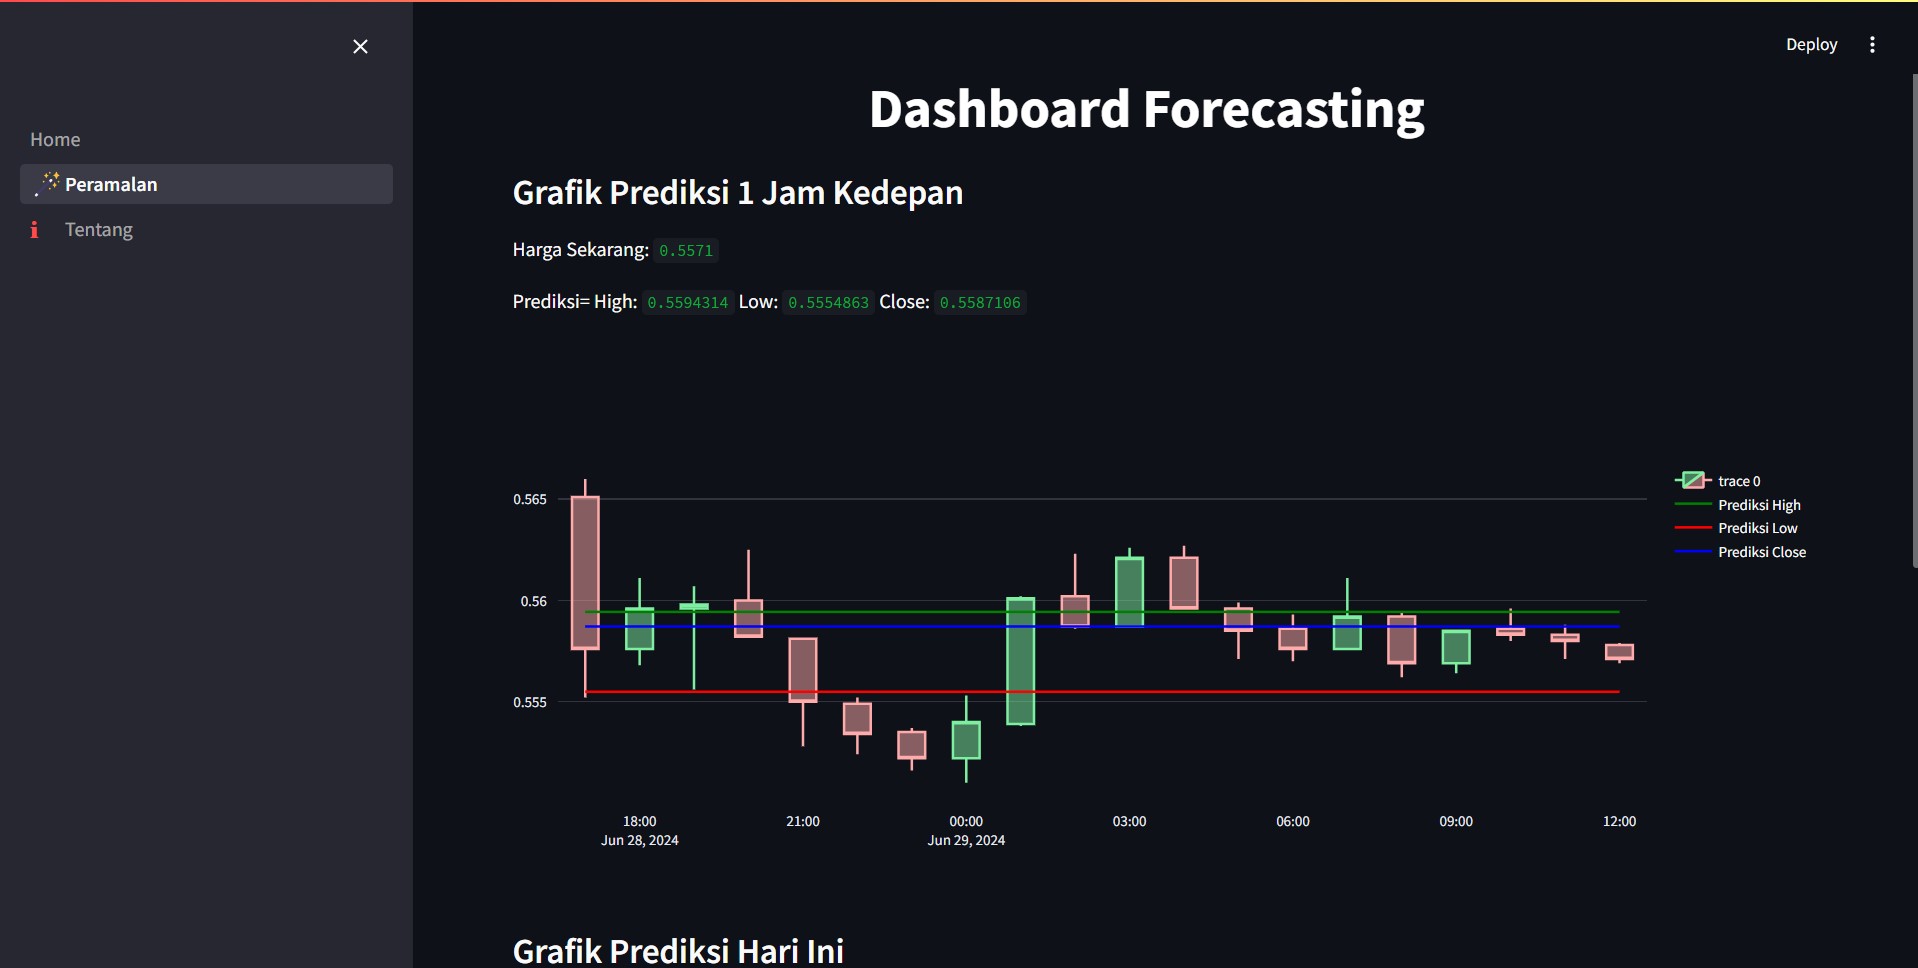 Deploy
Home
Peramalan
Tentang
Dashboard Forecasting
Grafik Prediksi 1 Jam Kedepan
Harga Sekarang: 0.5571
Prediksi= High: 0.5594314 Low: 0.5554863 Close: 0.5587106
0.565
0.56
0.555
trace 0
Prediksi High
Prediksi Low
Prediksi Close
18:00 21:00 00:00 03:00 06:00 09:00 12:00
Jun 28, 2024 Jun 29, 2024
Grafik Prediksi Hari Ini